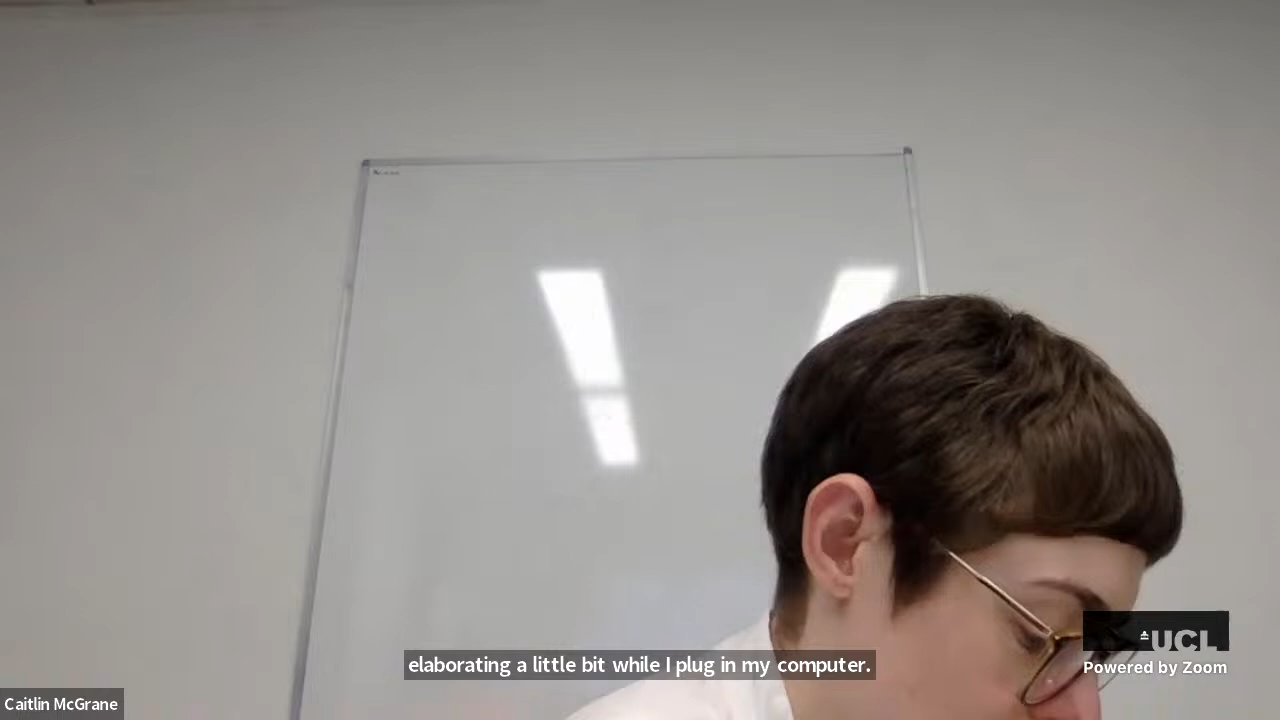 elaborating a little bit while I plug in my computer.
UCL
Powered by Zoom
Caitlin McGrane